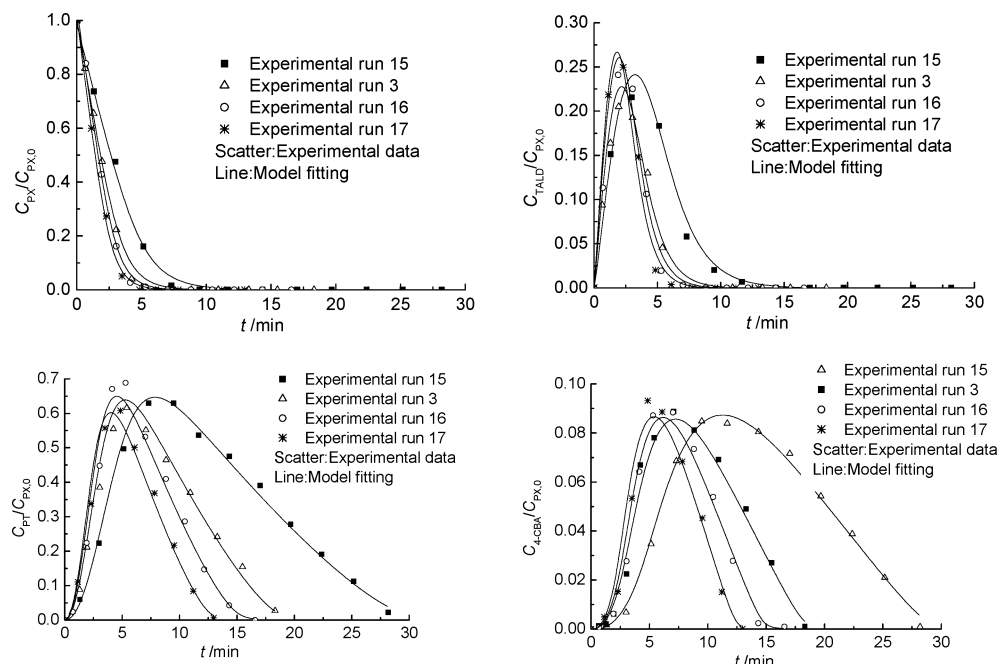 1.0
0.8
0.6
0.4
0.2
0.0
0
5
10
15
20
25
30
C_PX/C_PX,0
t /min
Experimental run 15
Experimental run 3
Experimental run 16
Experimental run 17
Scatter:Experimental data
Line:Model fitting
0.30
0.25
0.20
0.15
0.10
0.05
0.00
0
5
10
15
20
25
30
C_TALD/C_PX,0
t /min
Experimental run 15
Experimental run 3
Experimental run 16
Experimental run 17
Scatter:Experimental data
Line:Model fitting
0.7
0.6
0.5
0.4
0.3
0.2
0.1
0.0
0
5
10
15
20
25
30
C_PT/C_PX,0
t /min
Experimental run 15
Experimental run 3
Experimental run 16
Experimental run 17
Scatter:Experimental data
Line:Model fitting
0.10
0.08
0.06
0.04
0.02
0.00
0
5
10
15
20
25
30
C_4-CBA/C_PX,0
t /min
Experimental run 15
Experimental run 3
Experimental run 16
Experimental run 17
Scatter:Experimental data
Line:Model fitting